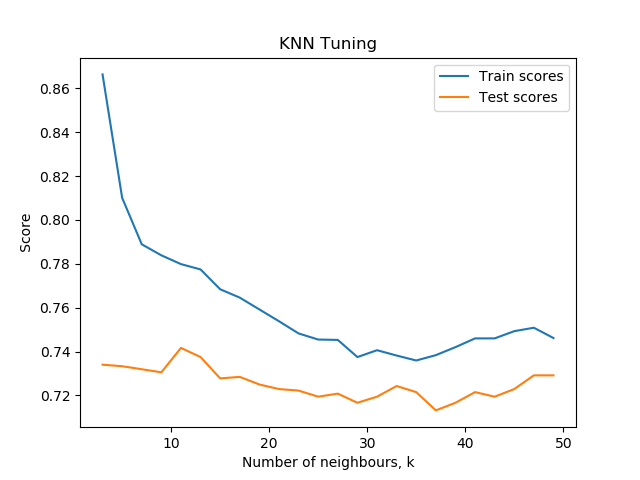 KNN Tuning
Train scores
Test scores
0.86
0.84
0.82
0.80
0.78
0.76
0.74
0.72
Score
10
20
30
40
50
Number of neighbours, k